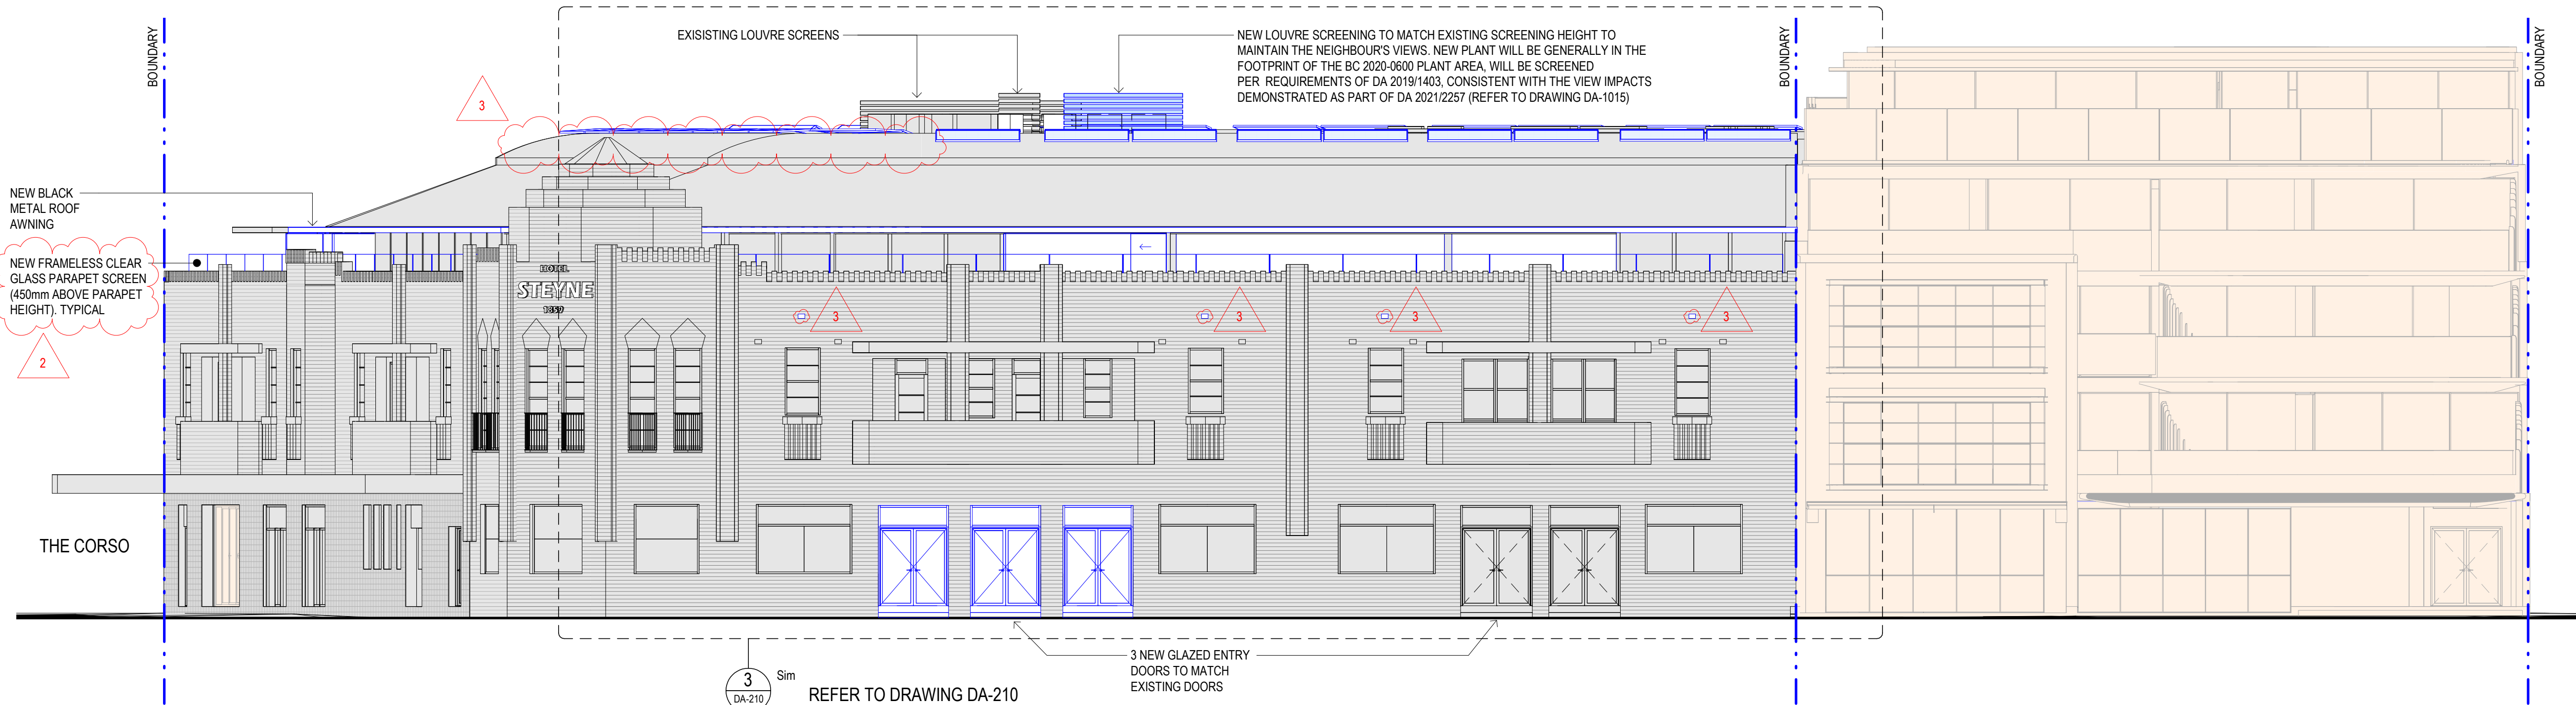 BOUNDARY
EXISISTING LOUVRE SCREENS
NEW LOUVRE SCREENING TO MATCH EXISTING SCREENING HEIGHT TO
MAINTAIN THE NEIGHBOUR'S VIEWS. NEW PLANT WILL BE GENERALLY IN THE
FOOTPRINT OF THE BC 2020-0600 PLANT AREA, WILL BE SCREENED
PER REQUIREMENTS OF DA 2019/1403, CONSISTENT WITH THE VIEW IMPACTS
DEMONSTRATED AS PART OF DA 2021/2257 (REFER TO DRAWING DA-1015)
BOUNDARY
BOUNDARY
3
NEW BLACK
METAL ROOF
AWNING
NEW FRAMELESS CLEAR
GLASS PARAPET SCREEN
(450mm ABOVE PARAPET
HEIGHT). TYPICAL
2
HOTEL
STEYNE
1859
3
3
3
3
THE CORSO
3 NEW GLAZED ENTRY
DOORS TO MATCH
EXISTING DOORS
3
DA-210
Sim
REFER TO DRAWING DA-210